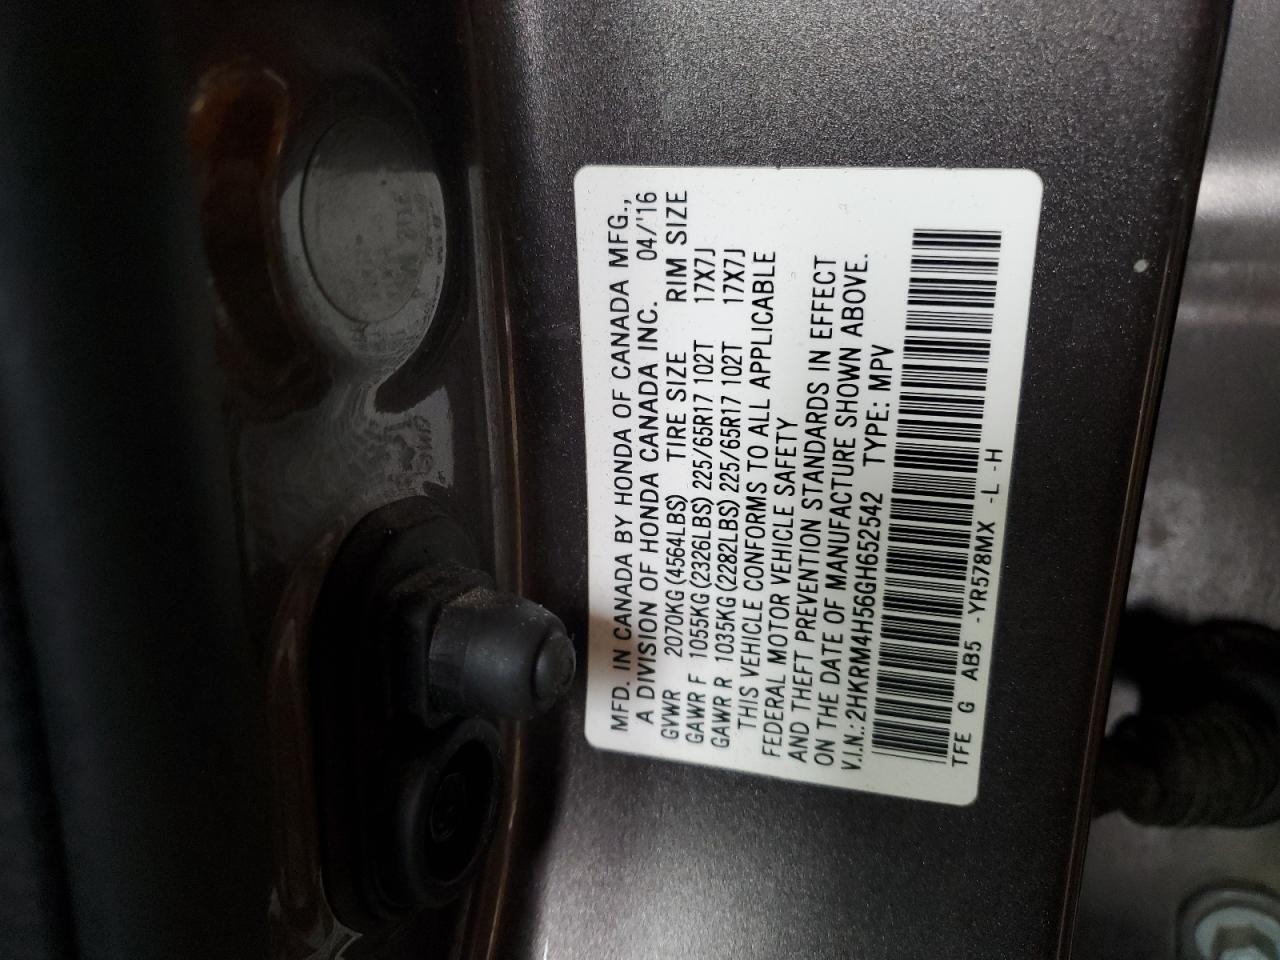 MFD. IN CANADA BY HONDA OF CANADA MFG.,
A DIVISION OF HONDA CANADA INC. 04/'16
GVWR 2070KG (4564LBS) TIRE SIZE RIM SIZE
GAWR F 1055KG (2326LBS) 225/65R17 102T 17X7J
GAWR R 1035KG (2282LBS) 225/65R17 102T 17X7J
THIS VEHICLE CONFORMS TO ALL APPLICABLE
FEDERAL MOTOR VEHICLE SAFETY
AND THEFT PREVENTION STANDARDS IN EFFECT
ON THE DATE OF MANUFACTURE SHOWN ABOVE.
V.I.N.: 2HKRM4H56GH652542 TYPE: MPV
TFE G AB5 -YR578MX -L -H